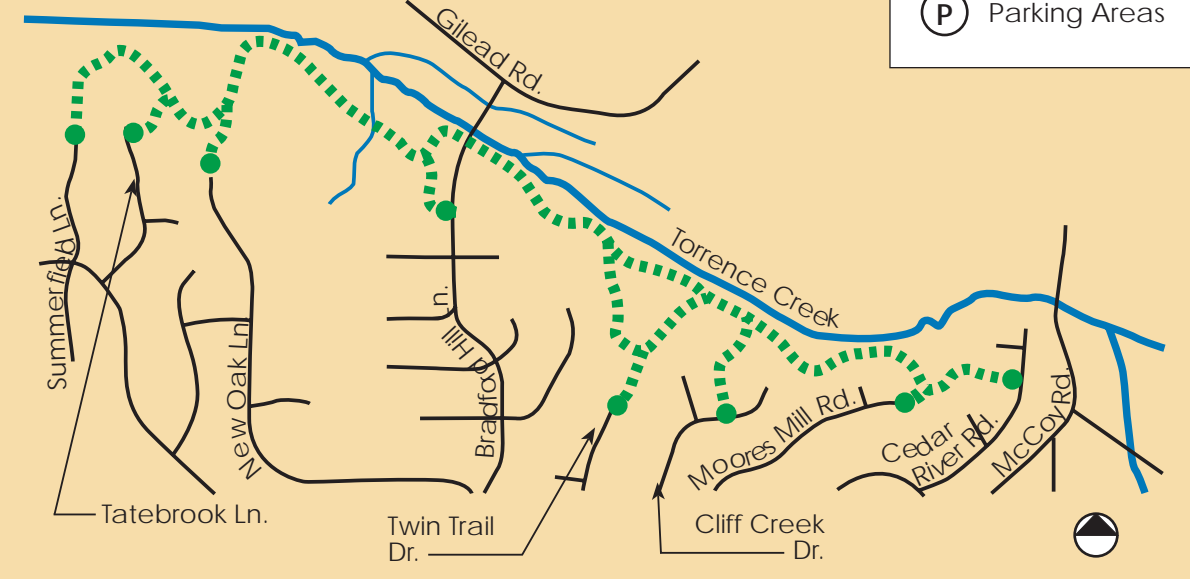 P Parking Areas
Gilead Rd.
Torrence Creek
Summerfield Ln.
New Oak Ln.
Bradford Hill Ln.
Moores Mill Rd.
Cedar
River Rd.
McCoy Rd.
Tatebrook Ln.
Twin Trail
Dr.
Cliff Creek
Dr.